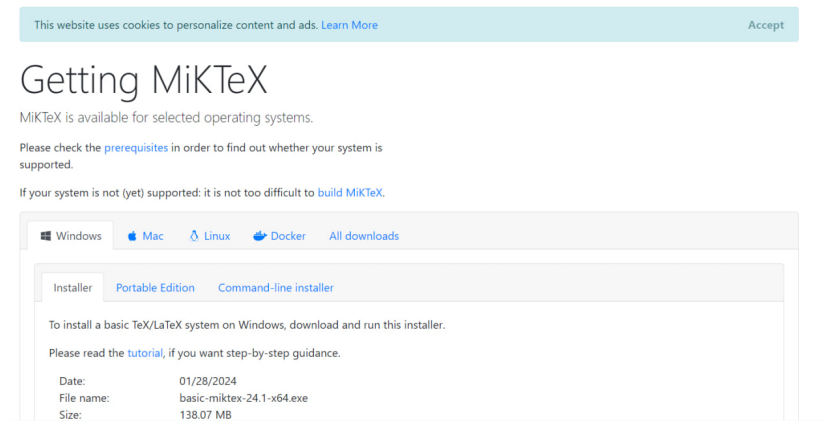 This website uses cookies to personalize content and ads. Learn More Accept
Getting MiKTeX
MiKTeX is available for selected operating systems.
Please check the prerequisites in order to find out whether your system is
supported.
If your system is not (yet) supported: it is not too difficult to build MiKTeX.
Windows Mac Linux Docker All downloads
Installer Portable Edition Command-line installer
To install a basic TeX/LaTeX system on Windows, download and run this installer.
Please read the tutorial, if you want step-by-step guidance.
Date: 01/28/2024
File name: basic-miktex-24.1-x64.exe
Size: 138.07 MB